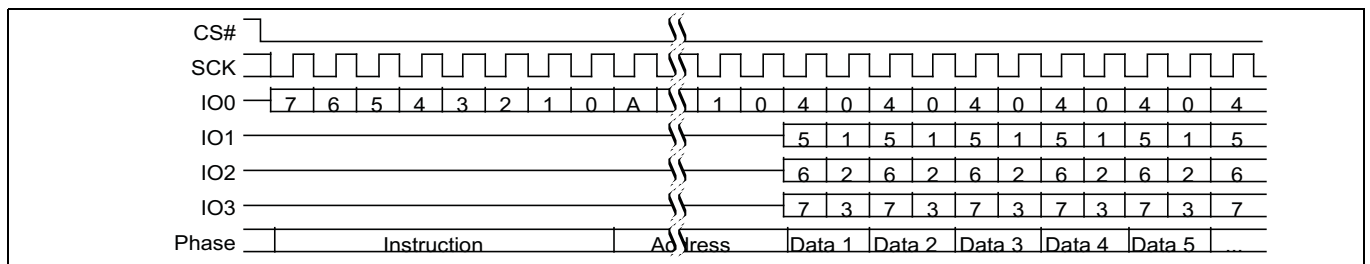 CS#
SCK
IO0 7 6 5 4 3 2 1 0 A 1 0 4 0 4 0 4 0 4 0 4 0 4
IO1 5 1 5 1 5 1 5 1 5 1 5
IO2 6 2 6 2 6 2 6 2 6 2 6
IO3 7 3 7 3 7 3 7 3 7 3 7
Phase Instruction Address Data 1 Data 2 Data 3 Data 4 Data 5 ...